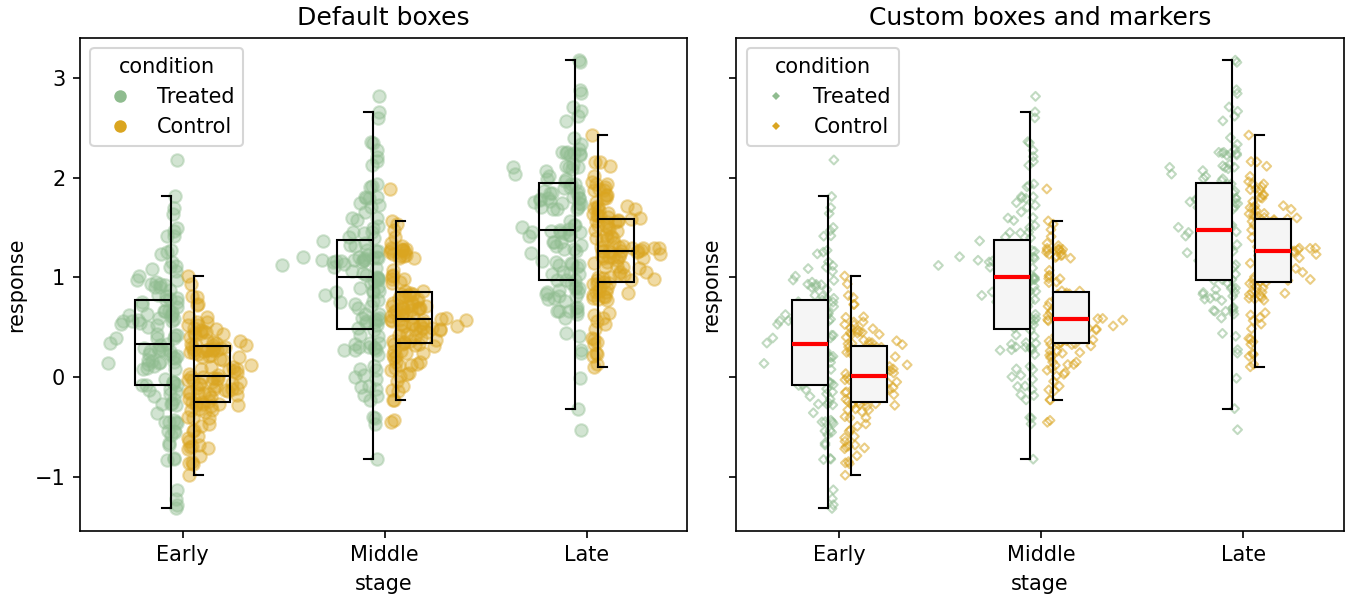 Default boxes
condition
Treated
Control
3
2
1
0
−1
response
Early
Middle
Late
stage
Custom boxes and markers
condition
Treated
Control
response
Early
Middle
Late
stage